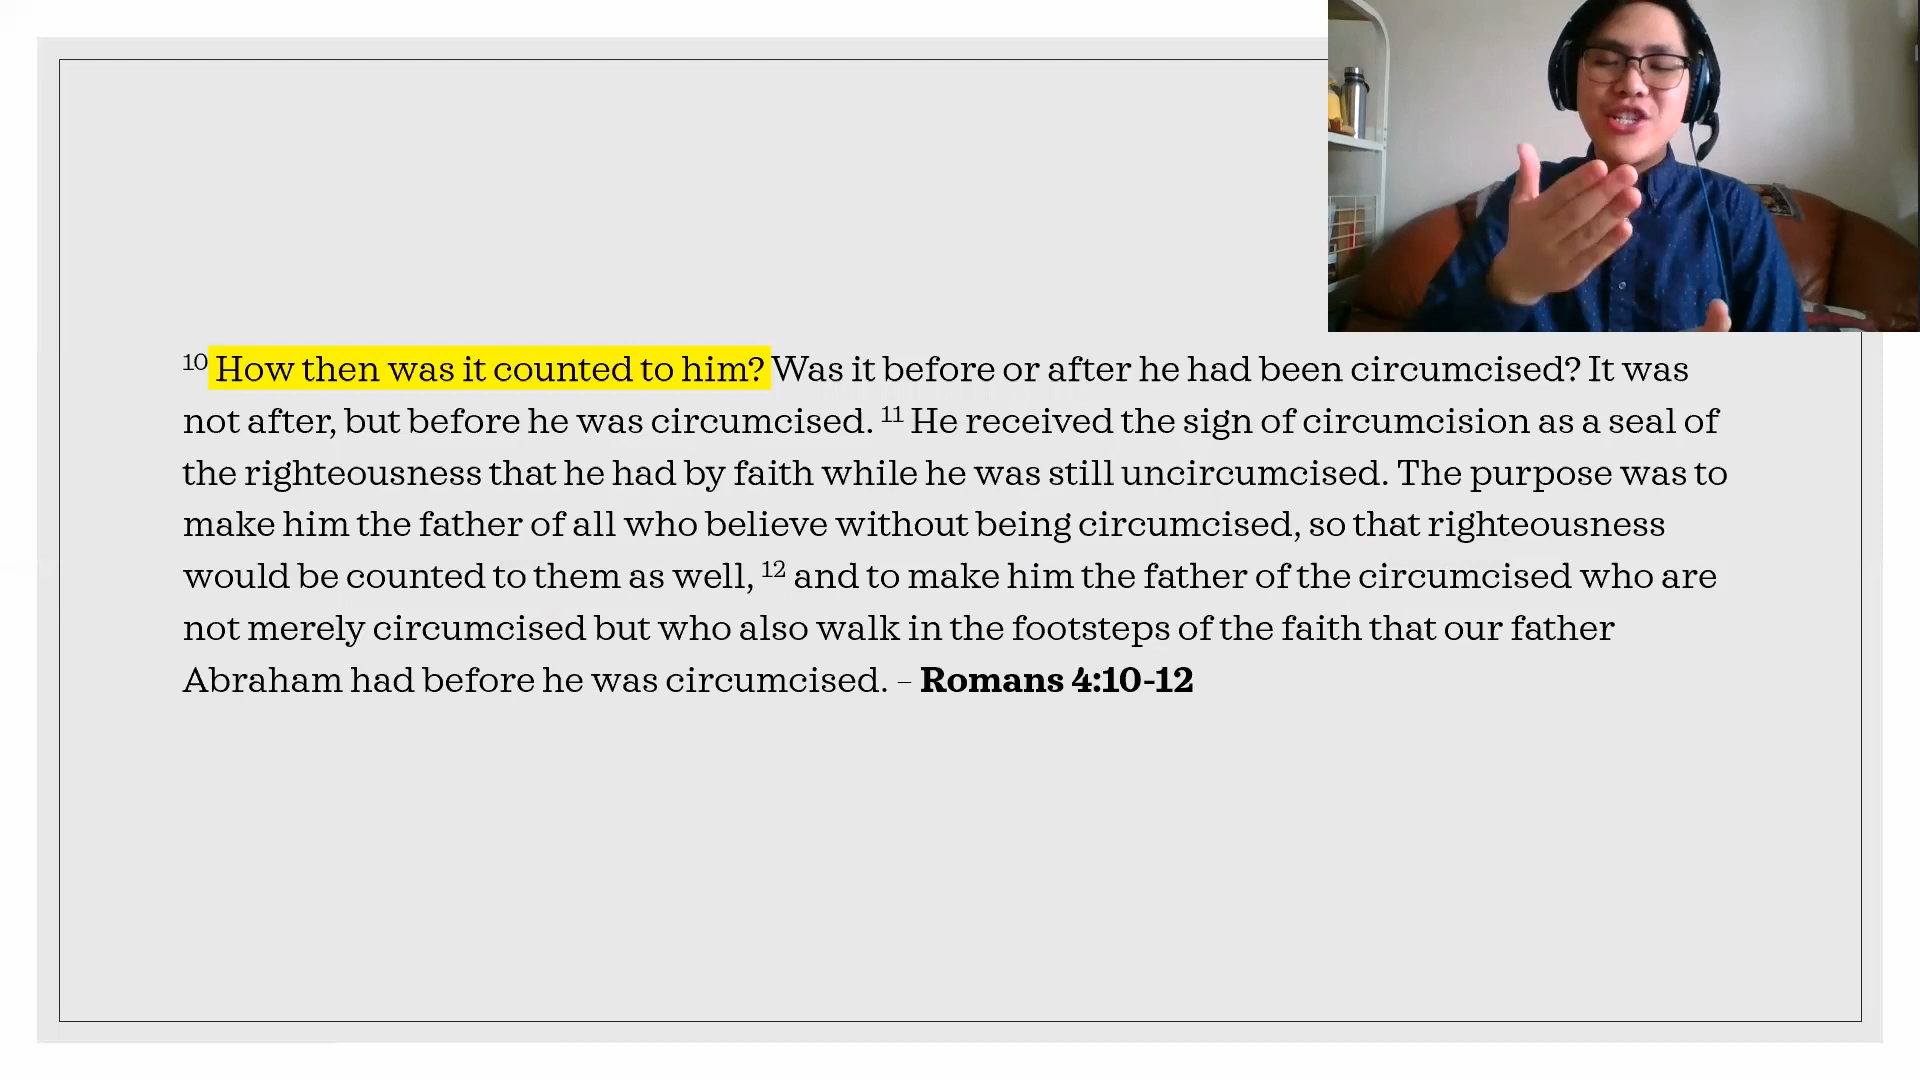 10 How then was it counted to him? Was it before or after he had been circumcised? It was
not after, but before he was circumcised. 11 He received the sign of circumcision as a seal of
the righteousness that he had by faith while he was still uncircumcised. The purpose was to
make him the father of all who believe without being circumcised, so that righteousness
would be counted to them as well, 12 and to make him the father of the circumcised who are
not merely circumcised but who also walk in the footsteps of the faith that our father
Abraham had before he was circumcised. – Romans 4:10-12